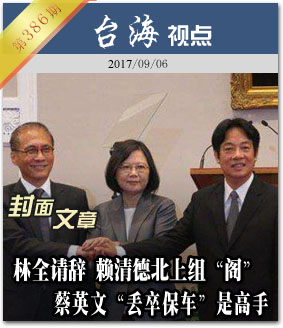 第386期
台海视点
2017/09/06
封面文章
林全请辞 赖清德北上组“阁”
蔡英文“丢卒保车”是高手